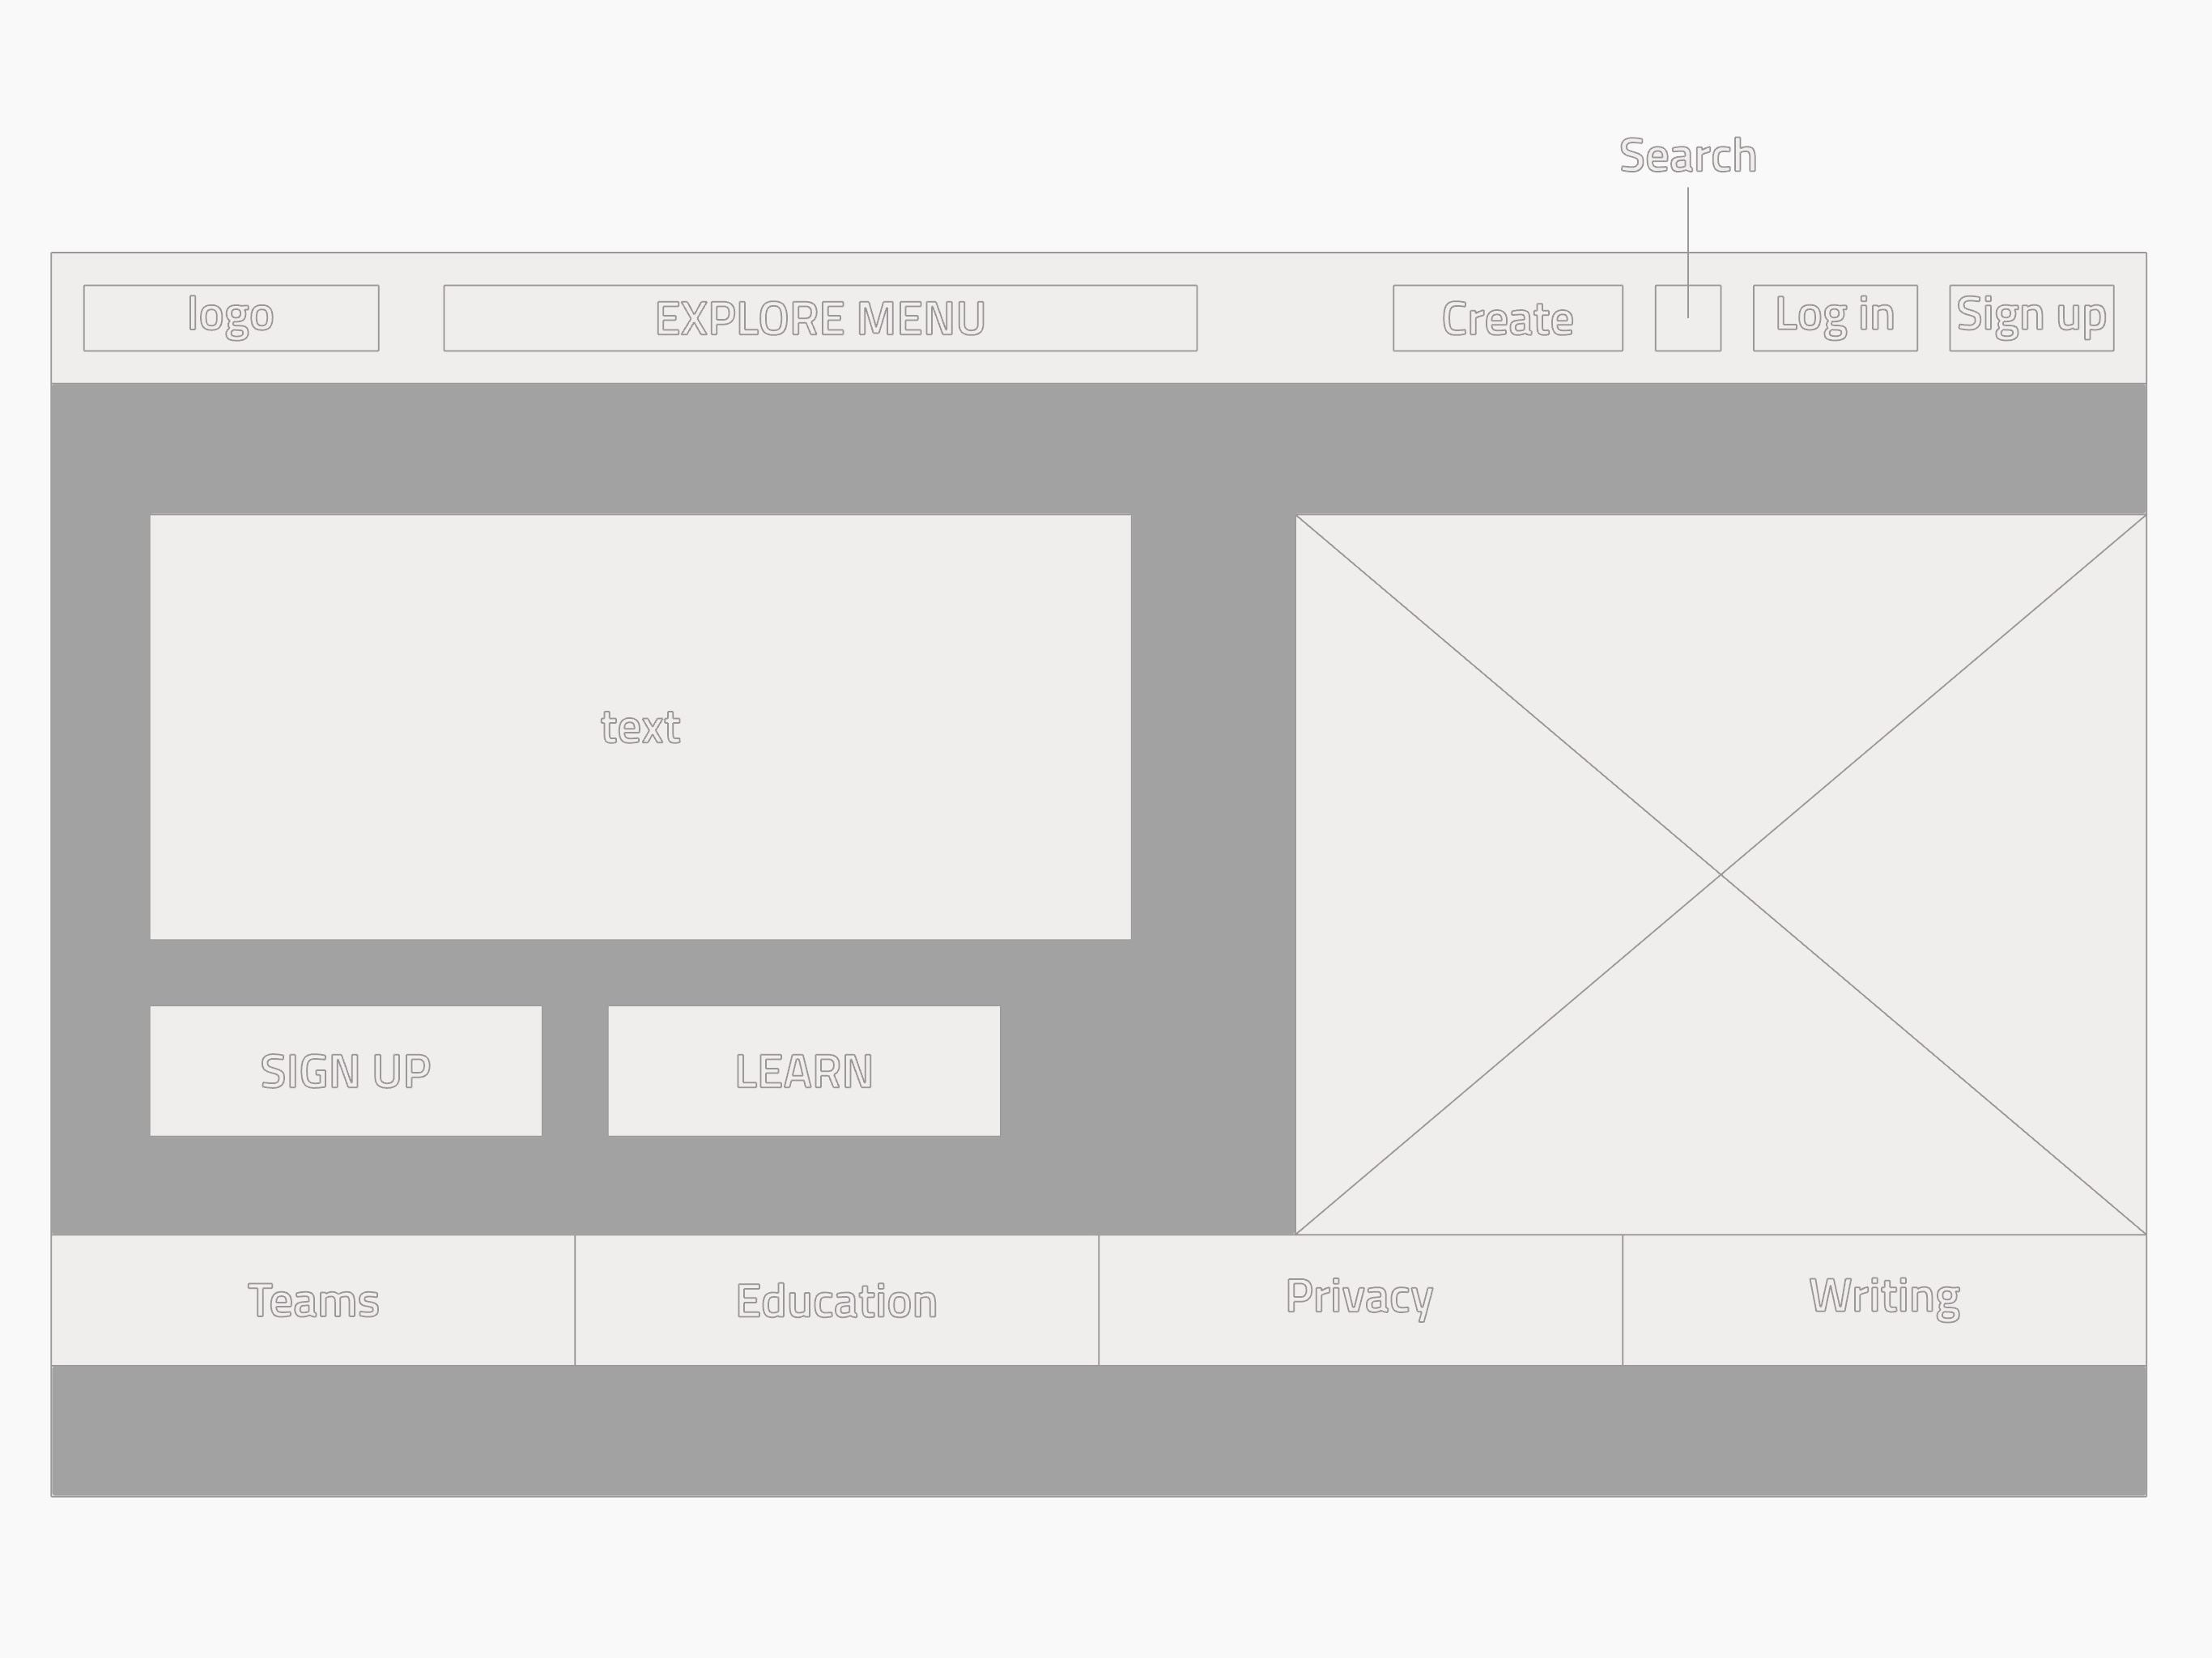 Search
logo
EXPLORE MENU
Create
Log in
Sign up
text
SIGN UP
LEARN
Teams
Education
Privacy
Writing